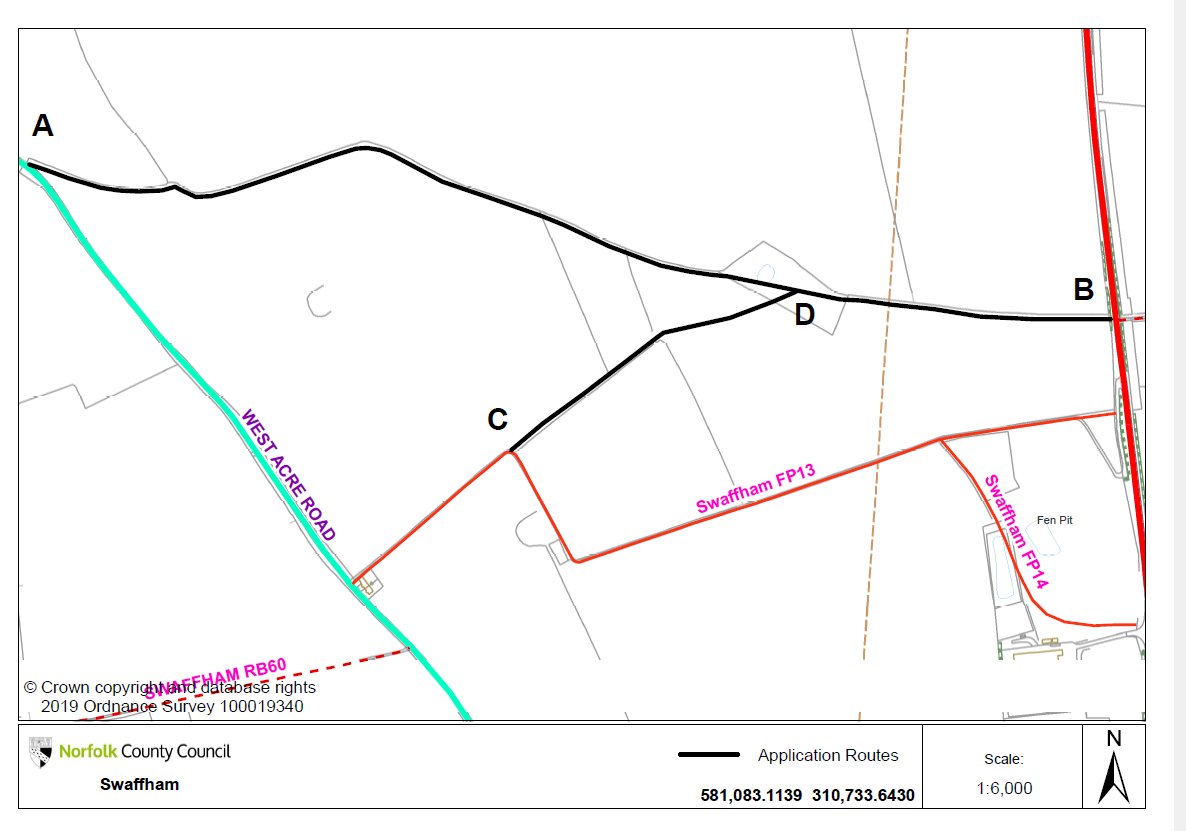 A
B
D
C
WEST ACRE ROAD
Swaffham FP13
Swaffham FP14
Fen Pit
SWAFFHAM RB60
© Crown copyright and database rights
2019 Ordnance Survey 100019340
Norfolk County Council
Swaffham
Application Routes
581,083.1139 310,733.6430
Scale:
1:6,000
N